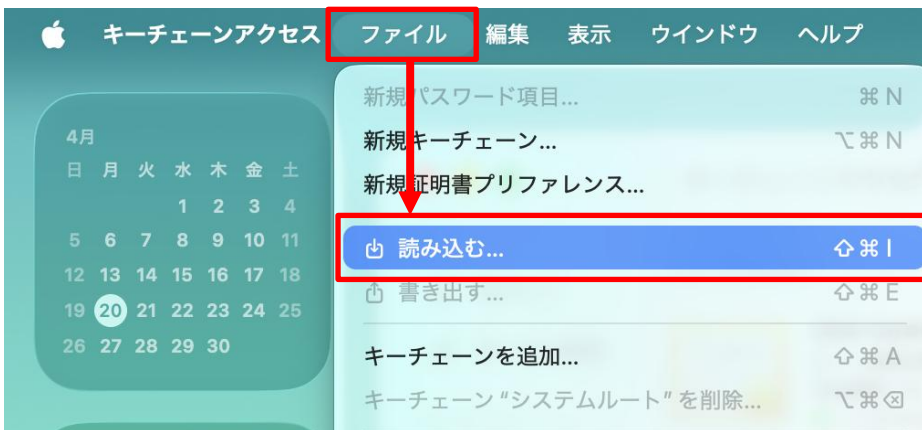 キーチェーンアクセス ファイル 編集 表示 ウインドウ ヘルプ
4月
日 月 火 水 木 金 土
1 2 3 4
5 6 7 8 9 10 11
12 13 14 15 16 17 18
19 20 21 22 23 24 25
26 27 28 29 30
新規パスワード項目... ⌘ N
新規キーチェーン... ⌥ ⌘ N
新規証明書プリファレンス...
読み込む... ⇧ ⌘ I
書き出す... ⇧ ⌘ E
キーチェーンを追加... ⇧ ⌘ A
キーチェーン “システムルート” を削除... ⌥ ⌘ ⌫